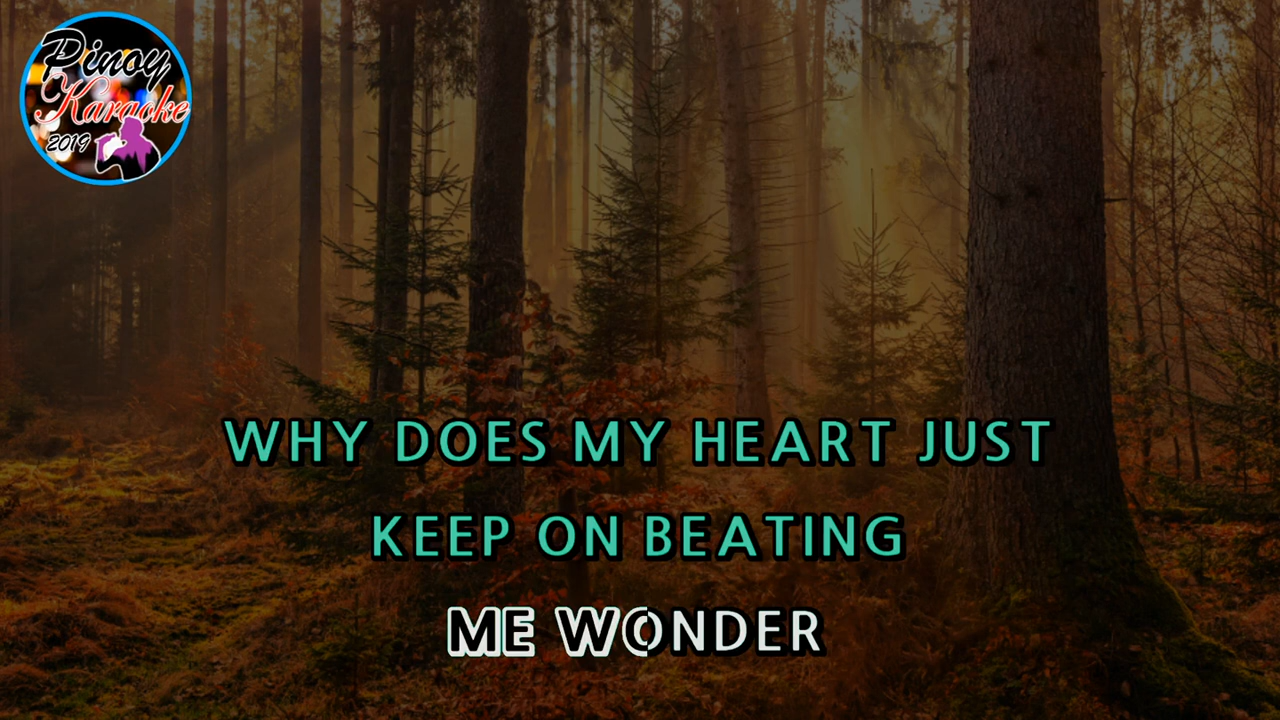 Pinoy
Karaoke
2019
WHY DOES MY HEART JUST
KEEP ON BEATING
ME WONDER